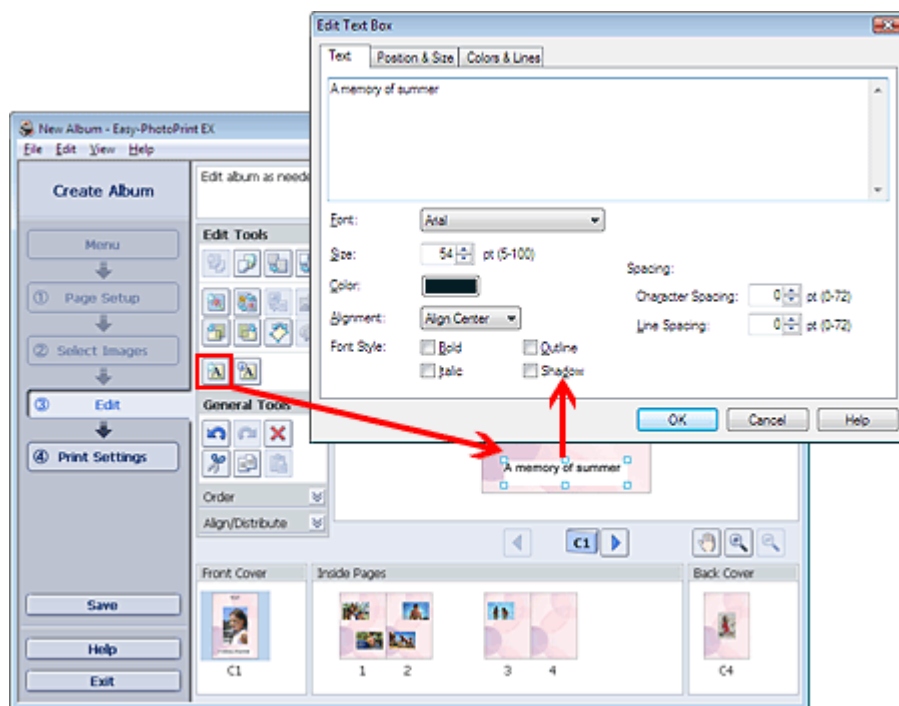 Edit Text Box
Text
Position & Size
Colors & Lines
A memory of summer
Font:
Arial
Size:
54
pt (5-100)
Color:
Alignment:
Align Center
Font Style:
Bold
Outline
Italic
Shadow
Spacing:
Character Spacing:
0
pt (0-72)
Line Spacing:
0
pt (0-72)
OK
Cancel
Help
New Album - Easy-PhotoPrint EX
File Edit View Help
Create Album
Menu
① Page Setup
② Select Images
③ Edit
④ Print Settings
Save
Help
Exit
Edit album as neede
Edit Tools
A
A
General Tools
Order
Align/Distribute
A memory of summer
C1
Front Cover
C1
Inside Pages
1
2
3
4
Back Cover
C4